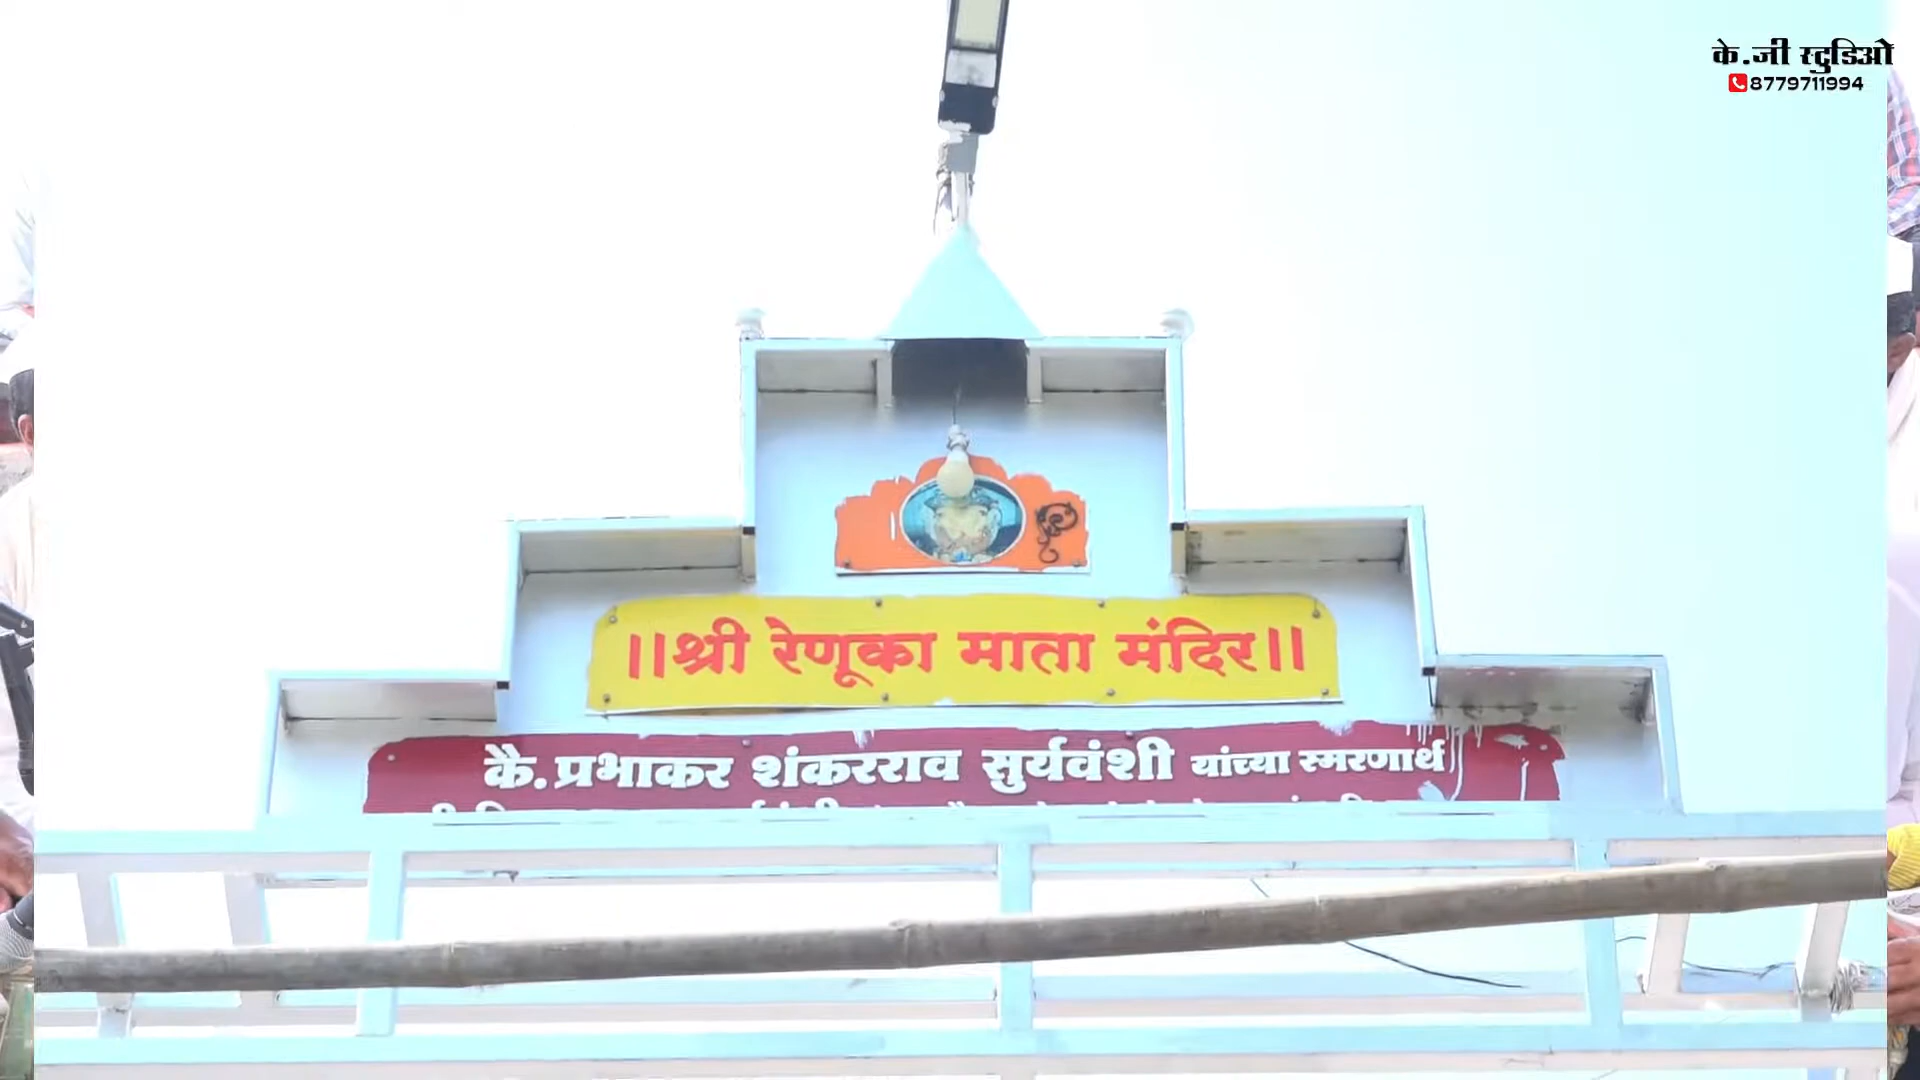 के.जी स्टुडिओ
8779711994
||श्री रेणूका माता मंदिर||
कै.प्रभाकर शंकरराव सुर्यवंशी यांच्या स्मरणार्थ